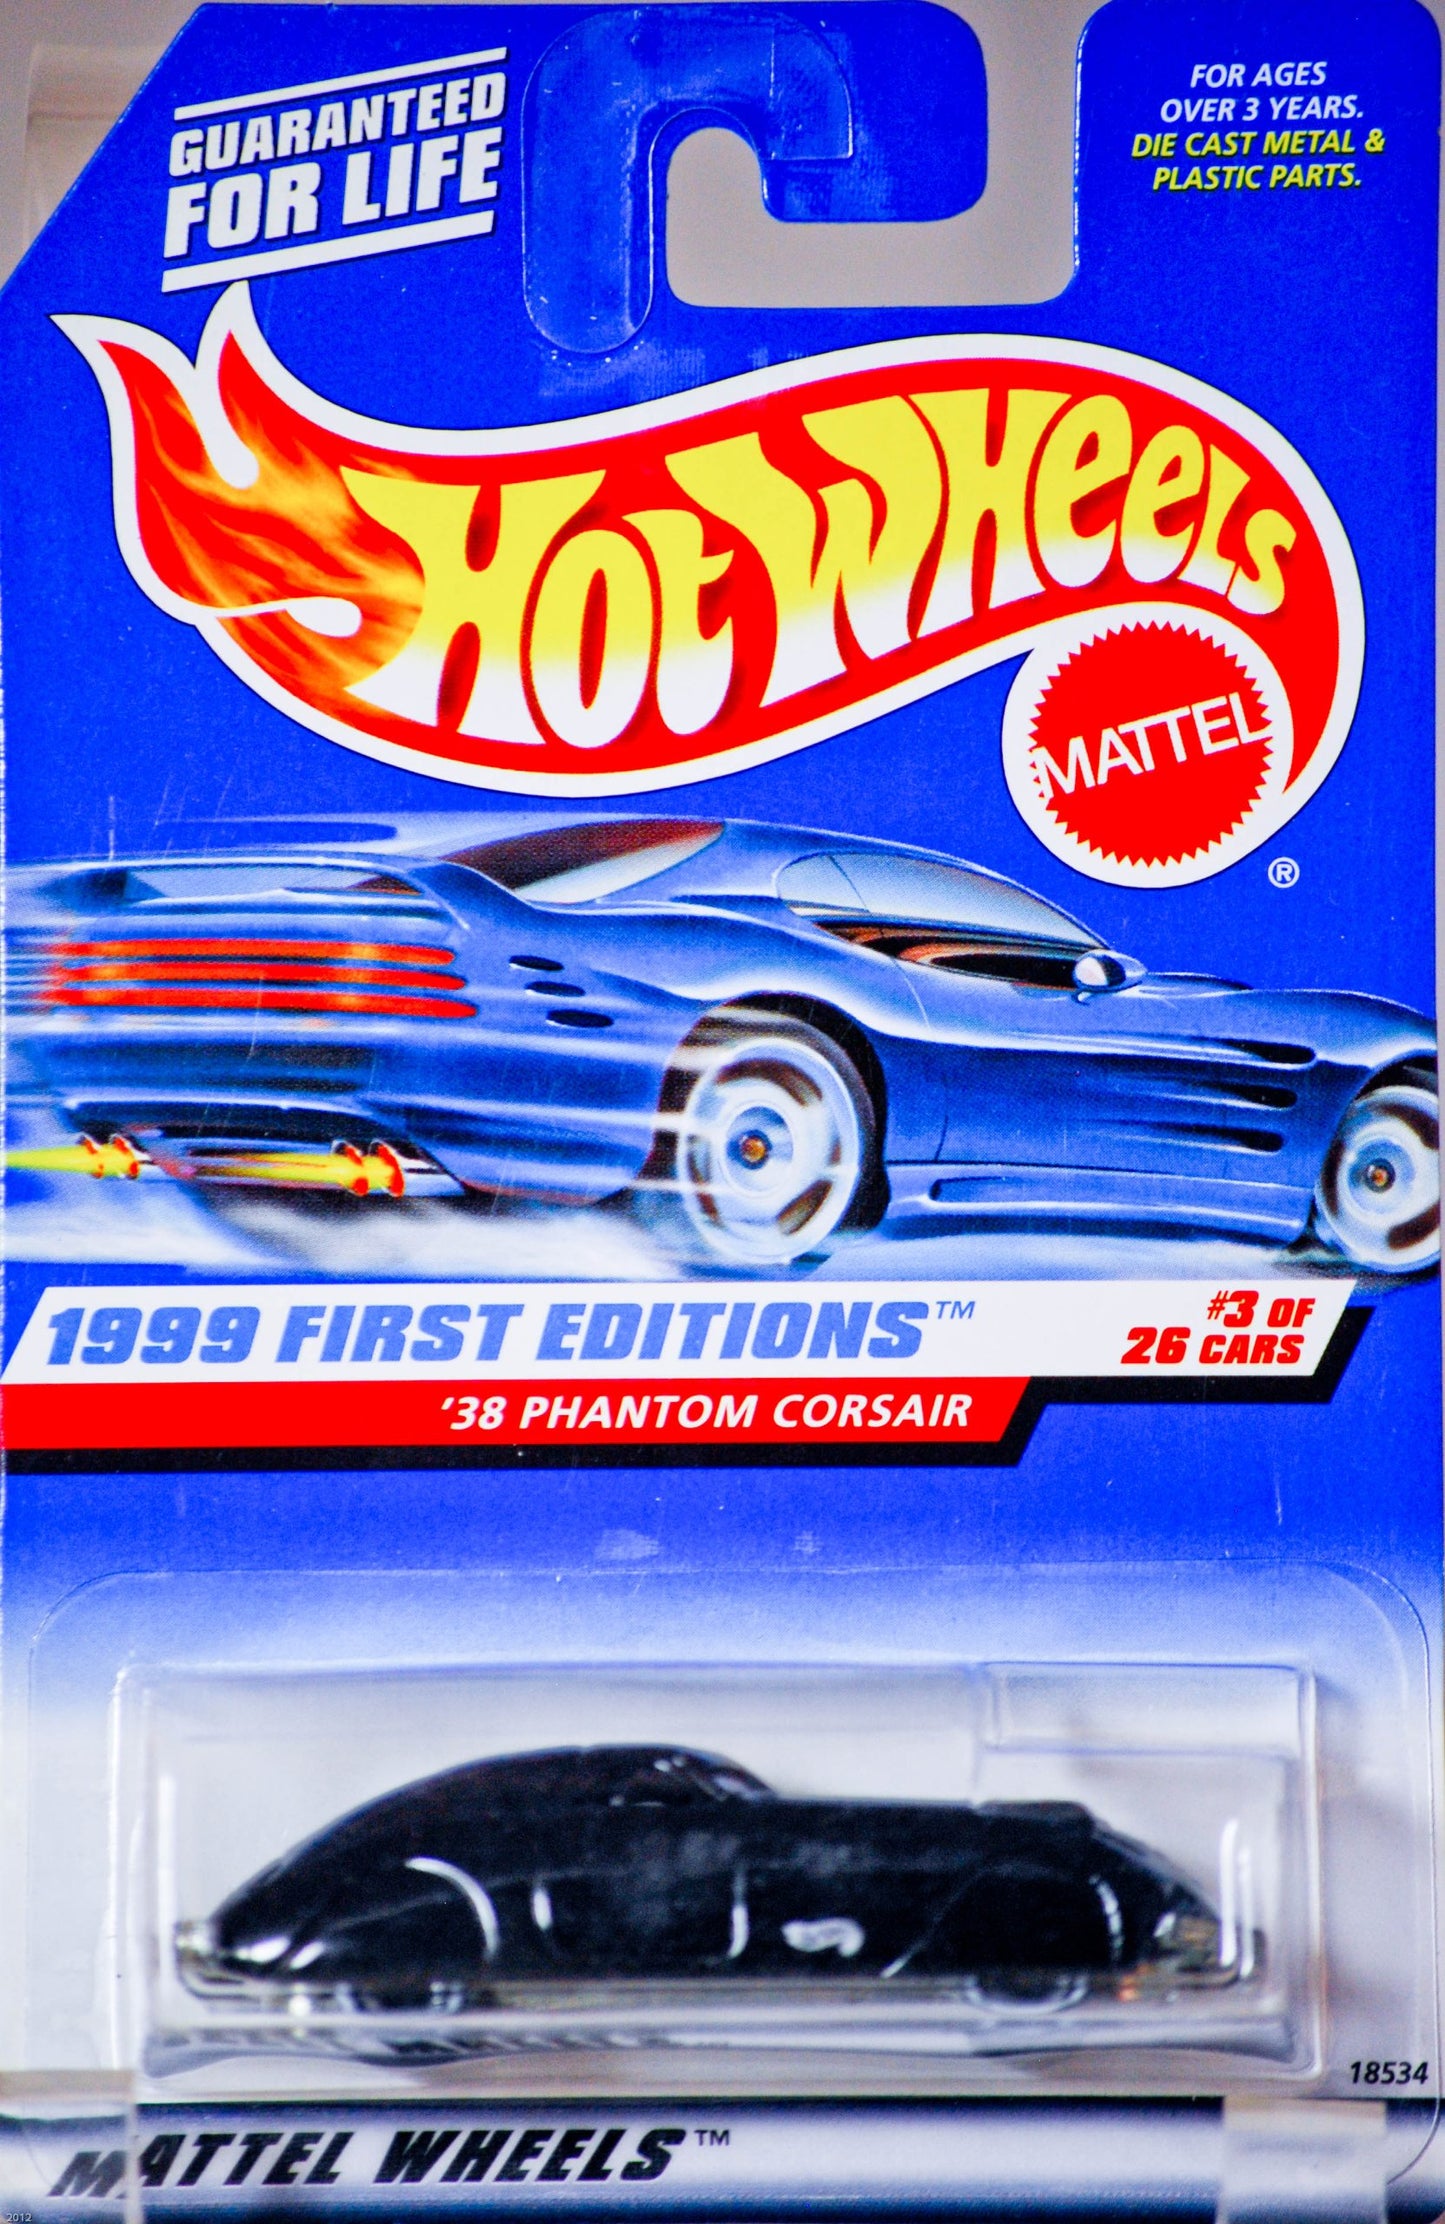 GUARANTEED
FOR LIFE
FOR AGES
OVER 3 YEARS.
DIE CAST METAL &
PLASTIC PARTS.
HOT WHEELS
MATTEL
®
1999 FIRST EDITIONS™
#3 OF
26 CARS
'38 PHANTOM CORSAIR
18534
MATTEL WHEELS™
2012